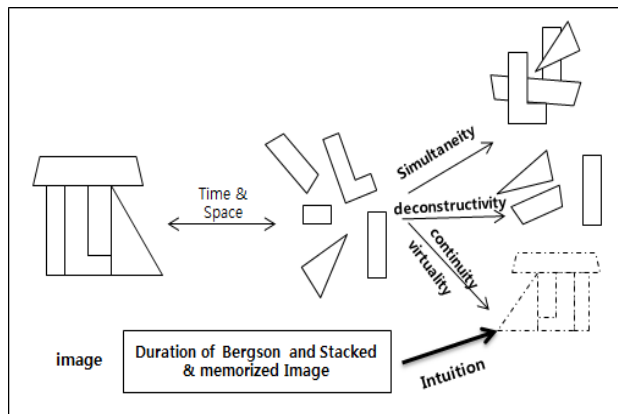 Simultaneity
Time &
Space
deconstructivity
continuity
virtuality
image
Duration of Bergson and Stacked
& memorized Image
Intuition